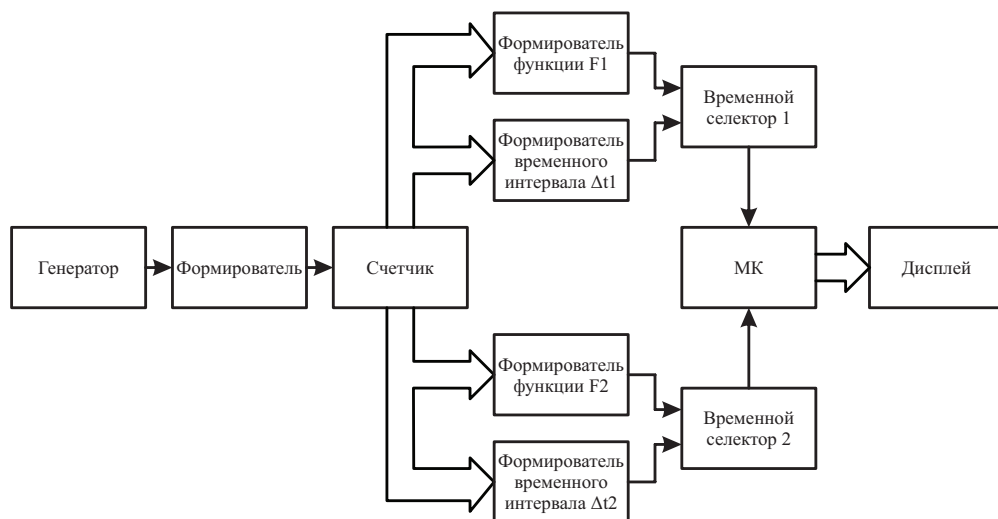 Формирователь
функции F1
Временной
селектор 1
Формирователь
временного
интервала Δt1
Генератор
Формирователь
Счетчик
МК
Дисплей
Формирователь
функции F2
Временной
селектор 2
Формирователь
временного
интервала Δt2